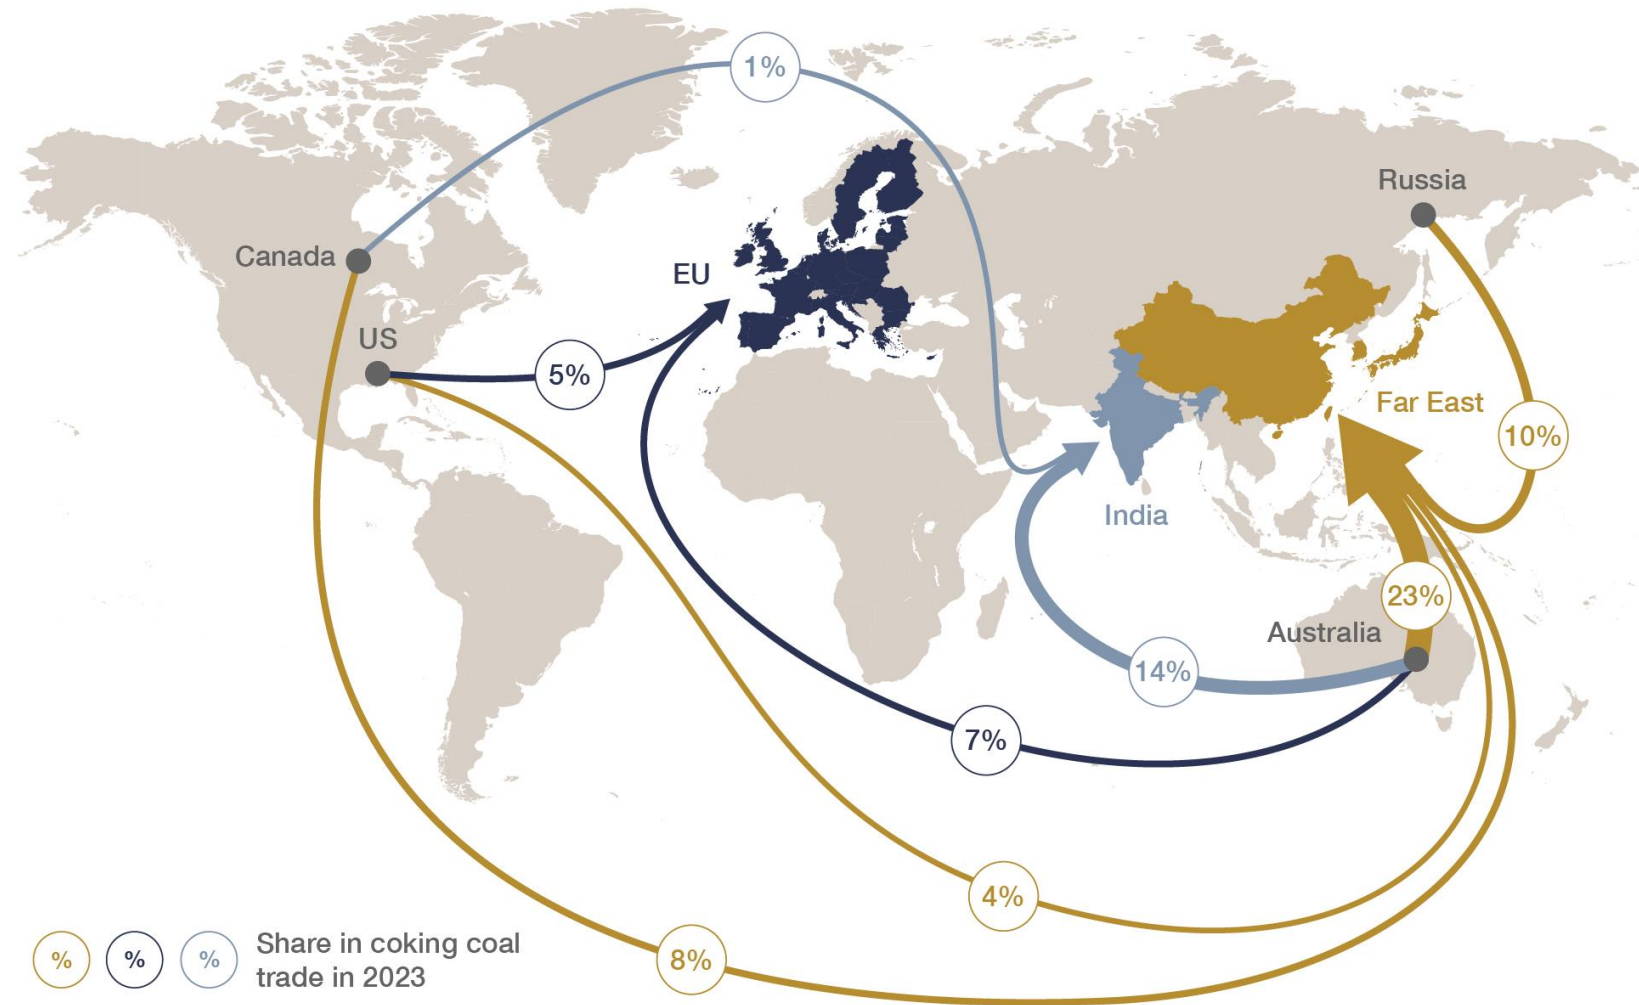 1%
Russia
Canada
EU
US
5%
Far East
10%
India
23%
Australia
14%
7%
4%
8%
% % % Share in coking coal
trade in 2023